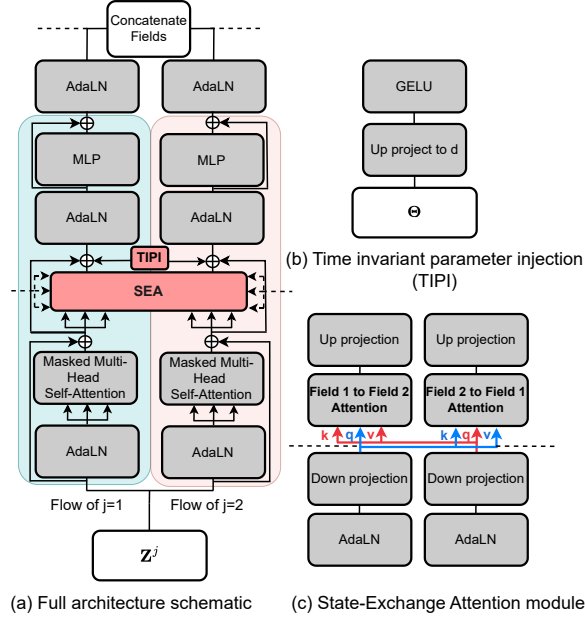 Concatenate
Fields
AdaLN
AdaLN
MLP
MLP
AdaLN
AdaLN
TIPI
SEA
Masked Multi-
Head
Self-Attention
Masked Multi-
Head
Self-Attention
AdaLN
AdaLN
Flow of j=1
Flow of j=2
Z^j
(a) Full architecture schematic
GELU
Up project to d
Θ
(b) Time invariant parameter injection
(TIPI)
Up projection
Up projection
Field 1 to Field 2
Attention
Field 2 to Field 1
Attention
k q v
k q v
Down projection
Down projection
AdaLN
AdaLN
(c) State-Exchange Attention module